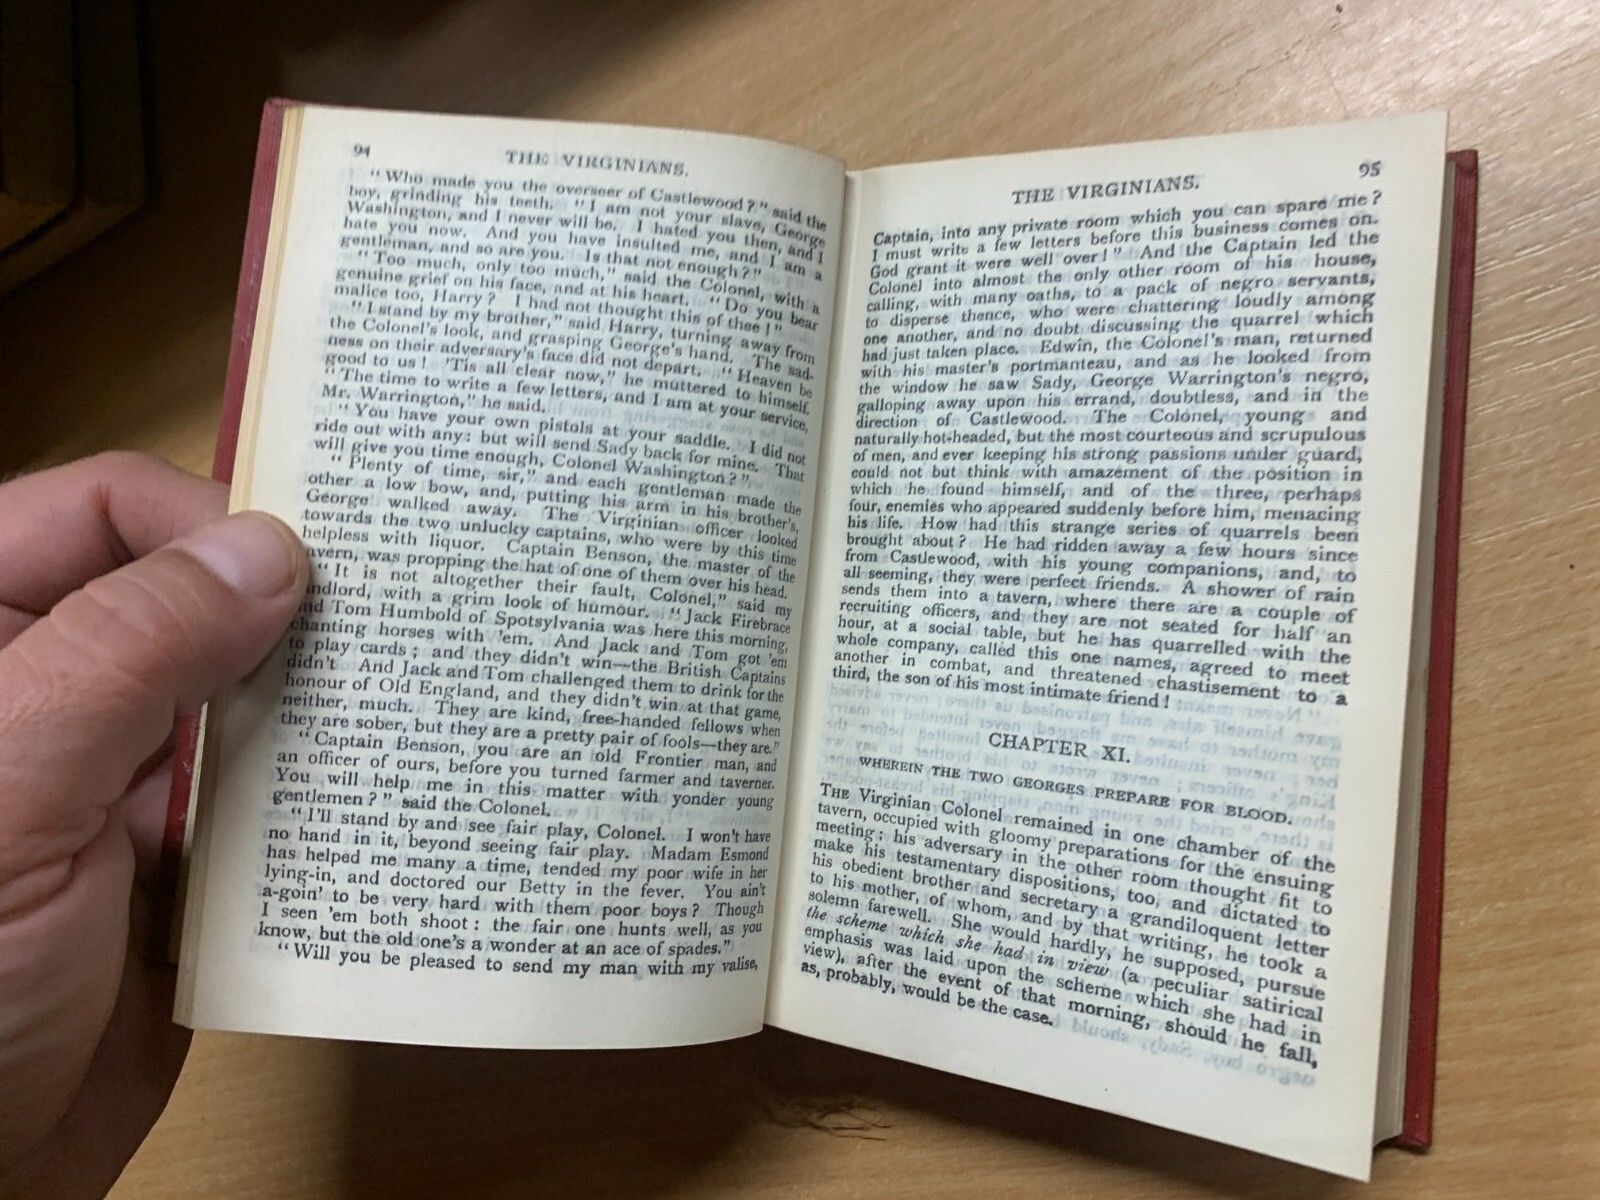 94
THE VIRGINIANS.
"Who made you the overseer of Castlewood?" said the
boy, grinding his teeth. "I am not your slave, George
Washington, and I never will be. I hated you then, and I
hate you now. And you have insulted me, and I am a
gentleman, and so are you. Is that not enough?"
"Too much, only too much," said the Colonel, with a
genuine grief on his face, and at his heart. "Do you bear
malice too, Harry? I had not thought this of thee!"
"I stand by my brother," said Harry, turning away from
the Colonel's look, and grasping George's hand. The sad-
ness on their adversary's face did not depart. "Heaven be
good to us! 'Tis all clear now," he muttered to himself.
"The time to write a few letters, and I am at your service,
Mr. Warrington," he said.
"You have your own pistols at your saddle. I did not
ride out with any: but will send Sady back for mine. That
will give you time enough, Colonel Washington?"
"Plenty of time, sir," and each gentleman made the
other a low bow, and, putting his arm in his brother's,
George walked away. The Virginian officer looked
towards the two unlucky captains, who were by this time
helpless with liquor. Captain Benson, the master of the
tavern, was propping the hat of one of them over his head.
"It is not altogether their fault, Colonel," said my
landlord, with a grim look of humour. "Jack Firebrace
and Tom Humbold of Spotsylvania was here this morning,
chanting horses with 'em. And Jack and Tom got 'em
to play cards; and they didn't win—the British Captains
didn't And Jack and Tom challenged them to drink for the
honour of Old England, and they didn't win at that game,
neither, much. They are kind, free-handed fellows when
they are sober, but they are a pretty pair of fools—they are."
"Captain Benson, you are an old Frontier man, and
an officer of ours, before you turned farmer and taverner.
You will help me in this matter with yonder young
gentlemen?" said the Colonel.
"I'll stand by and see fair play, Colonel. I won't have
no hand in it, beyond seeing fair play. Madam Esmond
has helped me many a time, tended my poor wife in her
lying-in, and doctored our Betty in the fever. You ain't
a-goin' to be very hard with them poor boys? Though
I seen 'em both shoot: the fair one hunts well, as you
know, but the old one's a wonder at an ace of spades."
"Will you be pleased to send my man with my valise,
THE VIRGINIANS.
95
Captain, into any private room which you can spare me?
I must write a few letters before this business comes on.
God grant it were well over!" And the Captain led the
Colonel into almost the only other room of his house,
calling, with many oaths, to a pack of negro servants,
to disperse thence, who were chattering loudly among
one another, and no doubt discussing the quarrel which
had just taken place. Edwin, the Colonel's man, returned
with his master's portmanteau, and as he looked from
the window he saw Sady, George Warrington's negro,
galloping away upon his errand, doubtless, and in the
direction of Castlewood. The Colonel, young and
naturally hot-headed, but the most courteous and scrupulous
of men, and ever keeping his strong passions under guard,
could not but think with amazement of the position in
which he found himself, and of the three, perhaps
four, enemies who appeared suddenly before him, menacing
his life. How had this strange series of quarrels been
brought about? He had ridden away a few hours since
from Castlewood, with his young companions, and, to
all seeming, they were perfect friends. A shower of rain
sends them into a tavern, where there are a couple of
recruiting officers, and they are not seated for half an
hour, at a social table, but he has quarrelled with the
whole company, called this one names, agreed to meet
another in combat, and threatened chastisement to a
third, the son of his most intimate friend!
CHAPTER XI.
WHEREIN THE TWO GEORGES PREPARE FOR BLOOD.
THE Virginian Colonel remained in one chamber of the
tavern, occupied with gloomy preparations for the ensuing
meeting; his adversary in the other room thought fit to
make his testamentary dispositions, too, and dictated to
his obedient brother and secretary a grandiloquent letter
to his mother, of whom, and by that writing, he took a
solemn farewell. She would hardly, he supposed, pursue
the scheme which she had in view (a peculiar satirical
emphasis was laid upon the scheme which she had in
view), after the event of that morning, should he fall,
as, probably, would be the case.